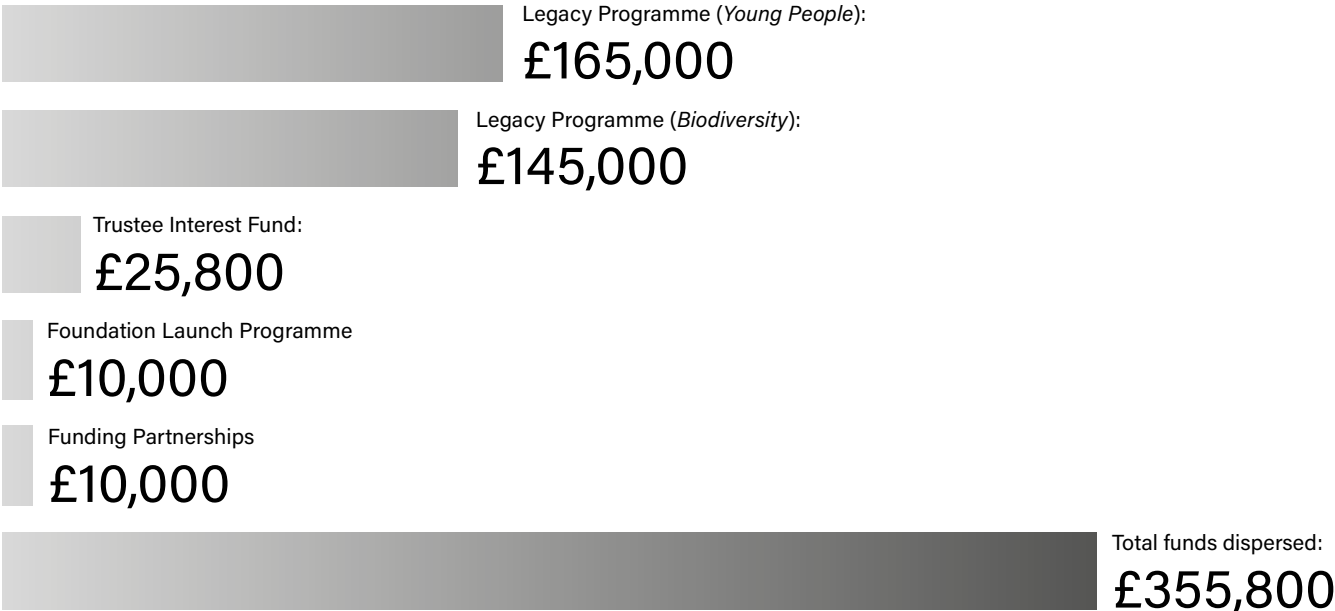 Legacy Programme (Young People):
£165,000
Legacy Programme (Biodiversity):
£145,000
Trustee Interest Fund:
£25,800
Foundation Launch Programme
£10,000
Funding Partnerships
£10,000
Total funds dispersed:
£355,800